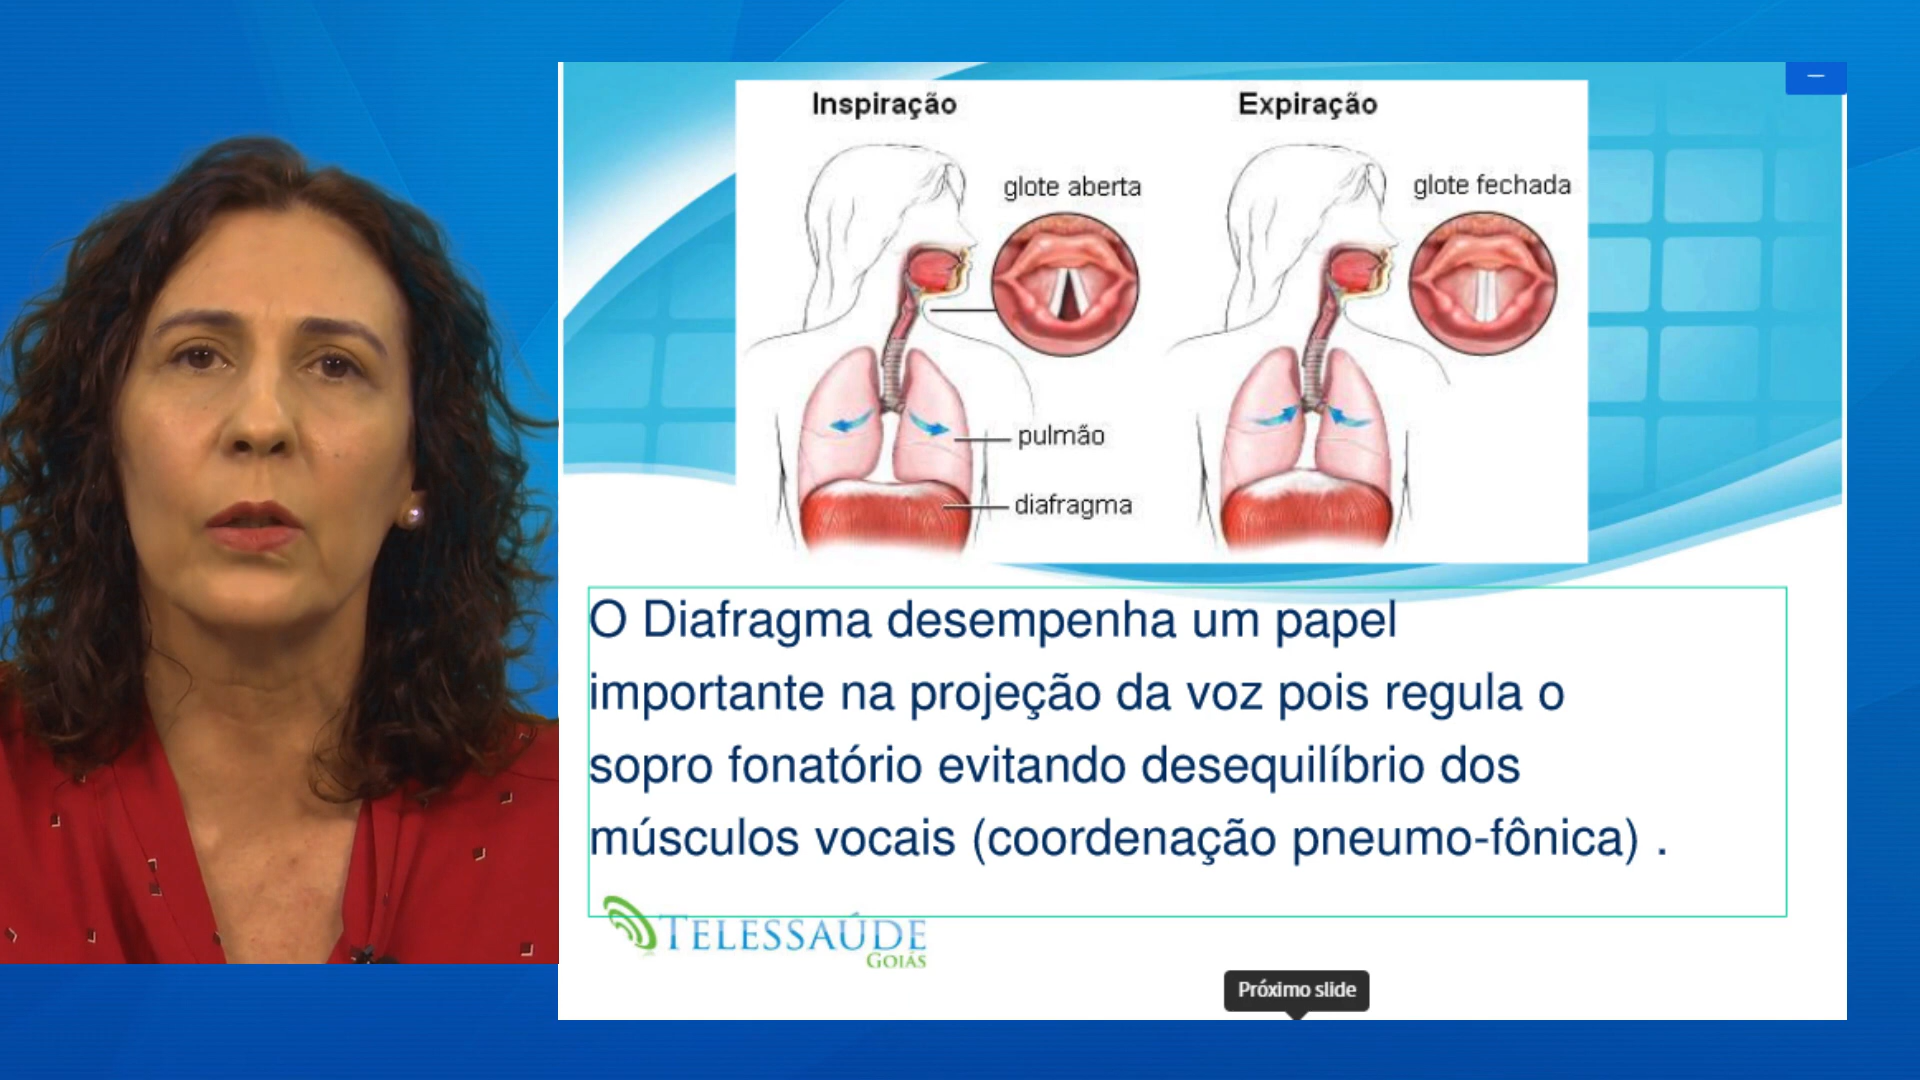 Inspiração
Expiração
glote aberta
glote fechada
pulmão
diafragma
O Diafragma desempenha um papel
importante na projeção da voz pois regula o
sopro fonatório evitando desequilíbrio dos
músculos vocais (coordenação pneumo-fônica) .
TELESSAÚDE
GOIÁS
Próximo slide